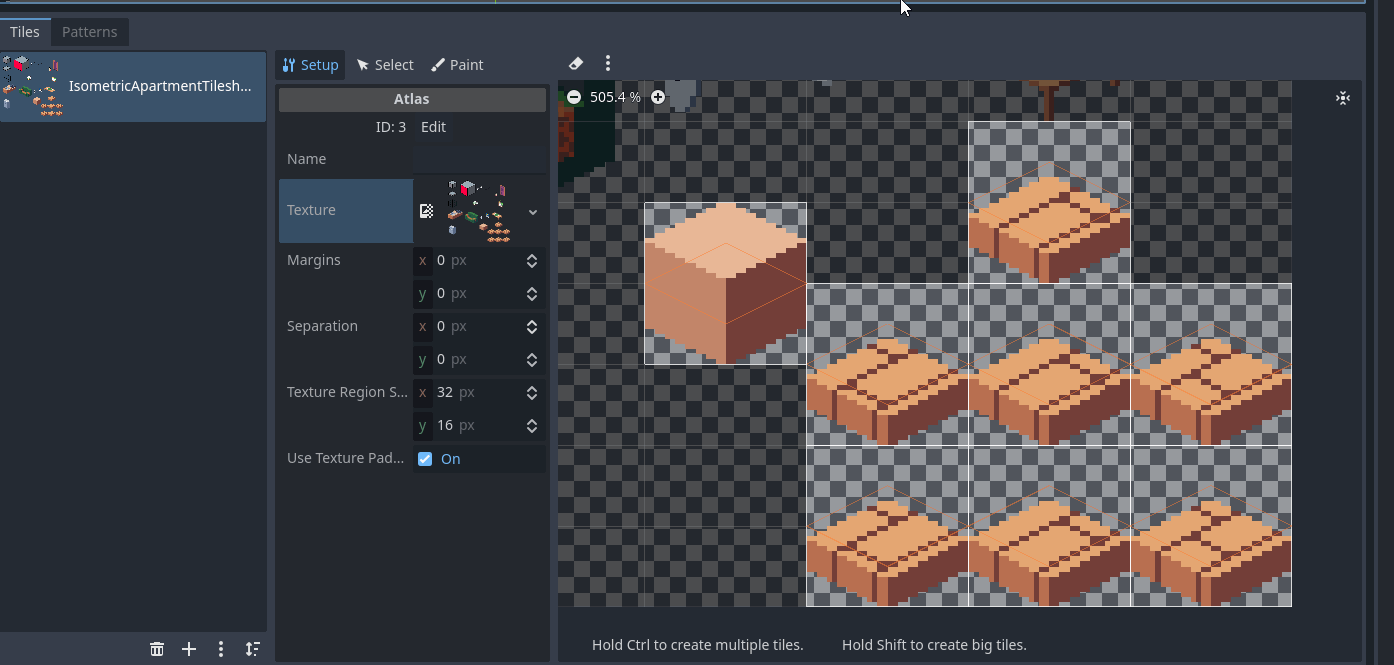 Tiles Patterns
IsometricApartmentTilesh...
Setup Select Paint
Atlas
ID: 3 Edit
Name
Texture
Margins x 0 px
y 0 px
Separation x 0 px
y 0 px
Texture Region S... x 32 px
y 16 px
Use Texture Pad... On
505.4 %
Hold Ctrl to create multiple tiles. Hold Shift to create big tiles.